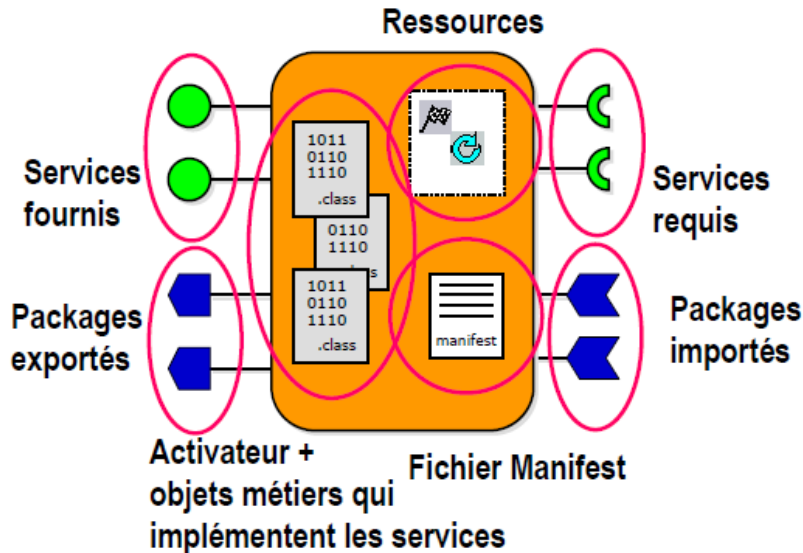 Ressources
Services
fournis
1011
0110
1110
.class
0110
1110
1011
0110
1110
.class
manifest
Services
requis
Packages
exportés
Packages
importés
Activateur +
objets métiers qui
implémentent les services
Fichier Manifest